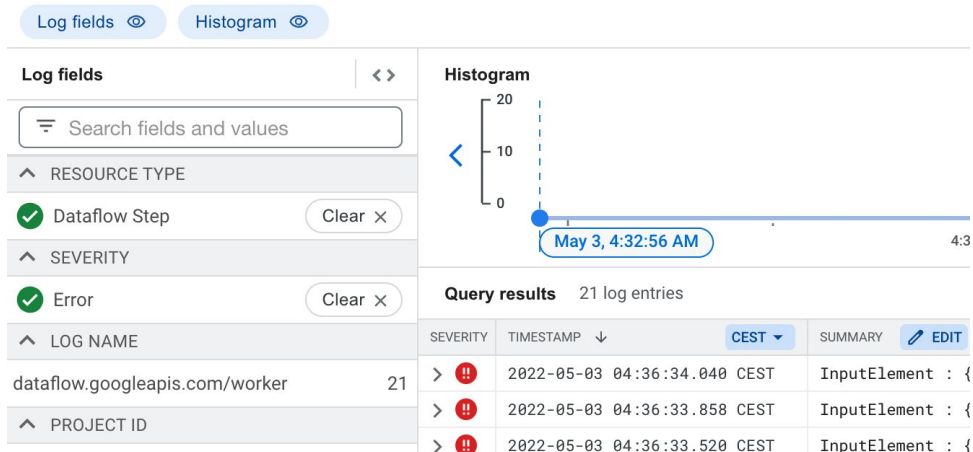 Log fields
Histogram
Log fields
Search fields and values
RESOURCE TYPE
Dataflow Step
Clear
SEVERITY
Error
Clear
LOG NAME
dataflow.googleapis.com/worker 21
PROJECT ID
Histogram
20
10
0
May 3, 4:32:56 AM
4:3
Query results 21 log entries
SEVERITY TIMESTAMP CEST SUMMARY EDIT
!! 2022-05-03 04:36:34.040 CEST InputElement : {
!! 2022-05-03 04:36:33.858 CEST InputElement : {
!! 2022-05-03 04:36:33.520 CEST InputElement : {